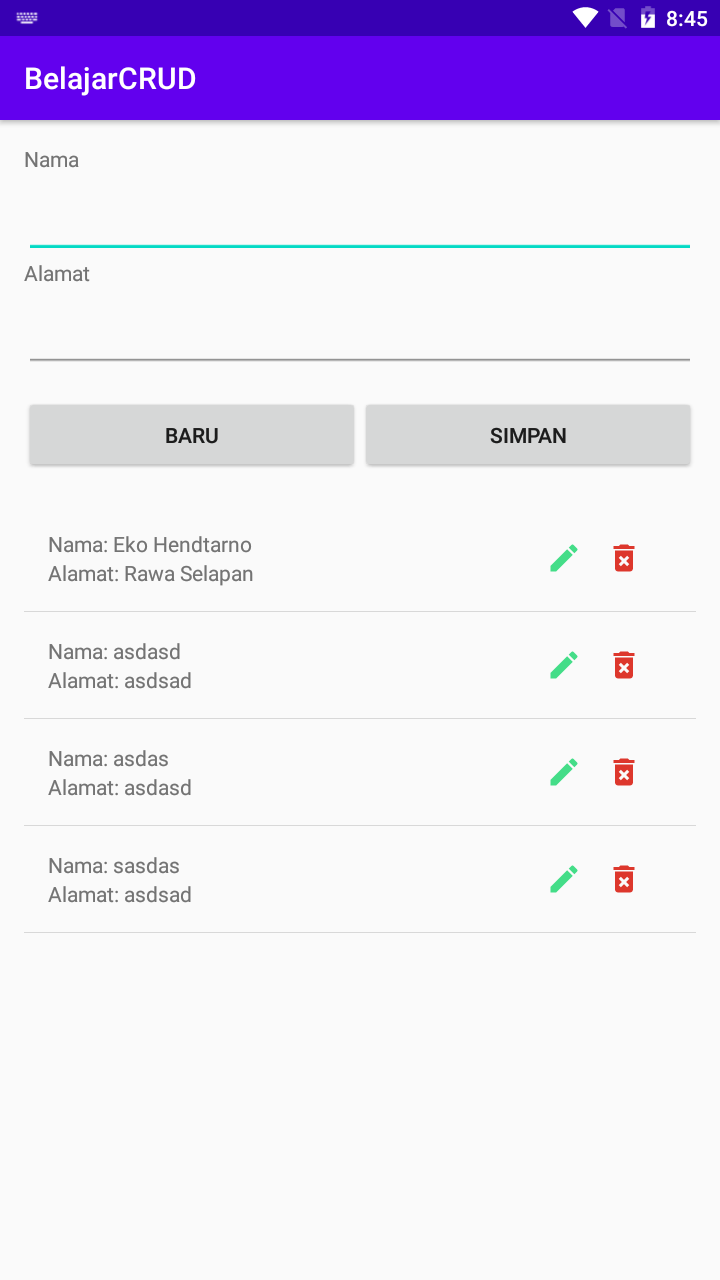 8:45
BelajarCRUD
Nama
Alamat
BARU
SIMPAN
Nama: Eko Hendtarno
Alamat: Rawa Selapan
Nama: asdasd
Alamat: asdsad
Nama: asdas
Alamat: asdasd
Nama: sasdas
Alamat: asdsad